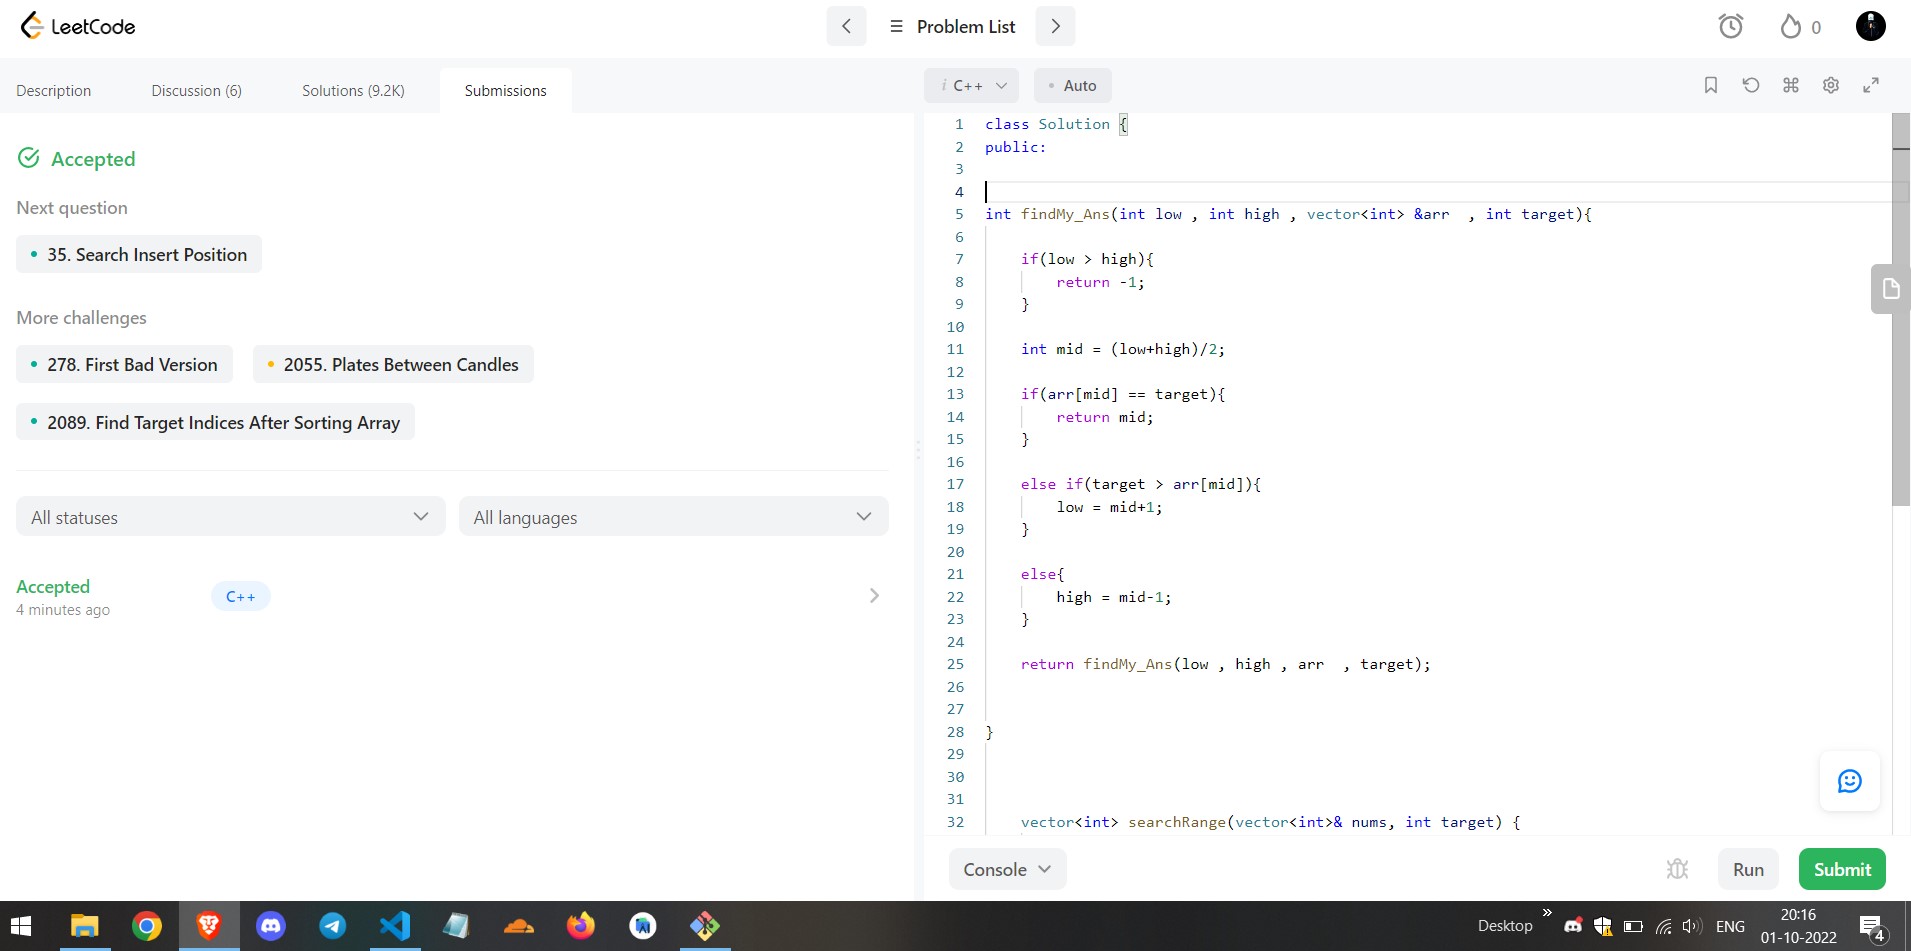 LeetCode
Problem List
0
Description
Discussion (6)
Solutions (9.2K)
Submissions
Accepted
Next question
35. Search Insert Position
More challenges
278. First Bad Version
2055. Plates Between Candles
2089. Find Target Indices After Sorting Array
All statuses
All languages
Accepted
4 minutes ago
C++
i C++
Auto
1 class Solution {
2 public:
3
4
5 int findMy_Ans(int low , int high , vector<int> &arr  , int target){
6
7     if(low > high){
8         return -1;
9     }
10
11     int mid = (low+high)/2;
12
13     if(arr[mid] == target){
14         return mid;
15     }
16
17     else if(target > arr[mid]){
18         low = mid+1;
19     }
20
21     else{
22         high = mid-1;
23     }
24
25     return findMy_Ans(low , high , arr  , target);
26
27
28 }
29
30
31
32     vector<int> searchRange(vector<int>& nums, int target) {
Console
Run
Submit
Desktop
ENG
20:16
01-10-2022
4